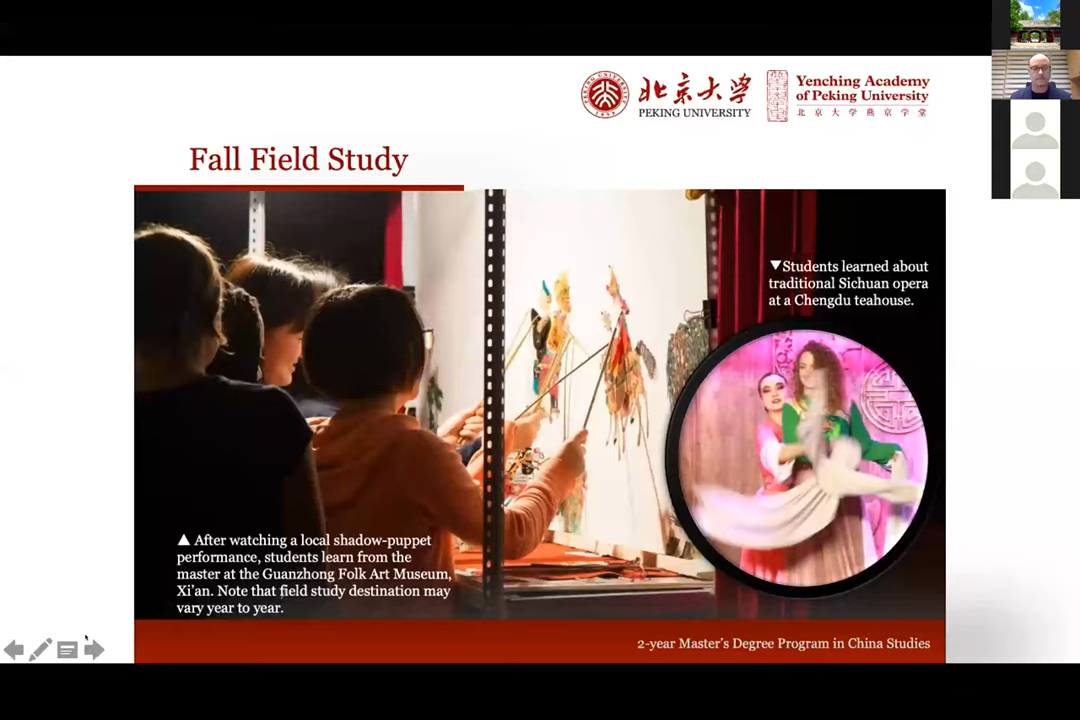 北京大学
PEKING UNIVERSITY
Yenching Academy
of Peking University
北京大学燕京学堂
Fall Field Study
▼Students learned about
traditional Sichuan opera
at a Chengdu teahouse.
▲ After watching a local shadow-puppet
performance, students learn from the
master at the Guanzhong Folk Art Museum,
Xi'an. Note that field study destination may
vary year to year.
2-year Master's Degree Program in China Studies